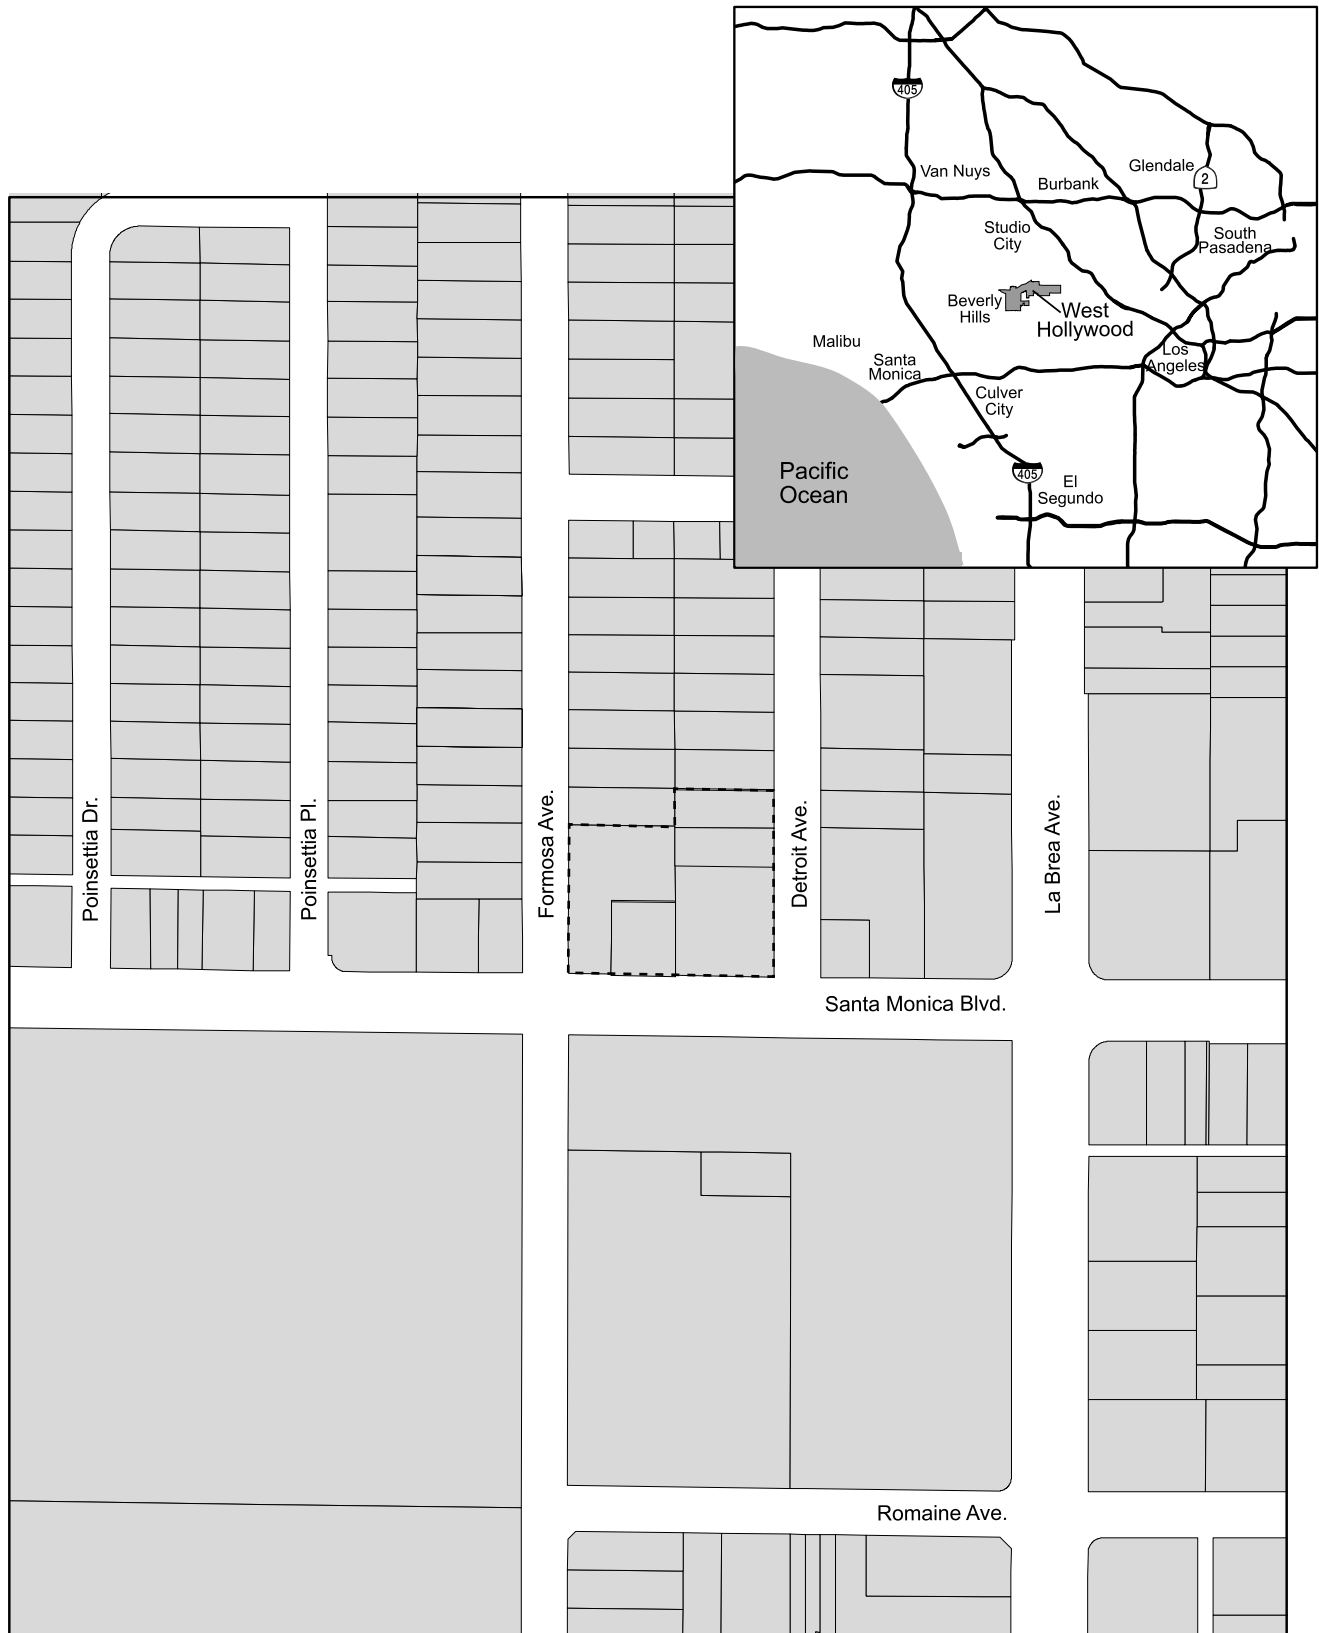 405
Van Nuys
Burbank
Glendale
2
Studio
City
South
Pasadena
Beverly
Hills
West
Hollywood
Malibu
Santa
Monica
Los
Angeles
Culver
City
Pacific
Ocean
405
El
Segundo
Poinsettia Dr.
Poinsettia Pl.
Formosa Ave.
Detroit Ave.
La Brea Ave.
Santa Monica Blvd.
Romaine Ave.